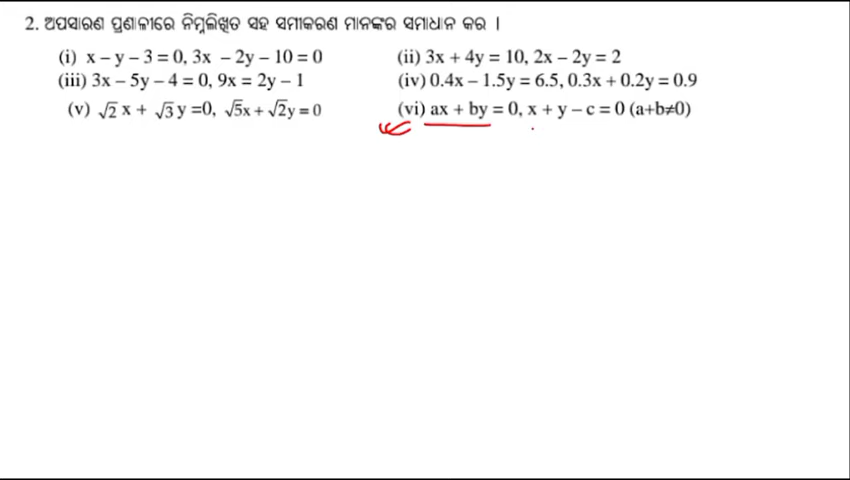 2. ଅପସାରଣ ପ୍ରଣାଳୀରେ ନିମ୍ନଲିଖିତ ସହ ସମୀକରଣ ମାନଙ୍କର ସମାଧାନ କର ।
(i) x – y – 3 = 0, 3x – 2y – 10 = 0 (ii) 3x + 4y = 10, 2x – 2y = 2
(iii) 3x – 5y – 4 = 0, 9x = 2y – 1 (iv) 0.4x – 1.5y = 6.5, 0.3x + 0.2y = 0.9
(v) √2 x + √3 y =0, √5x + √2y = 0 (vi) ax + by = 0, x + y – c = 0 (a+b≠0)